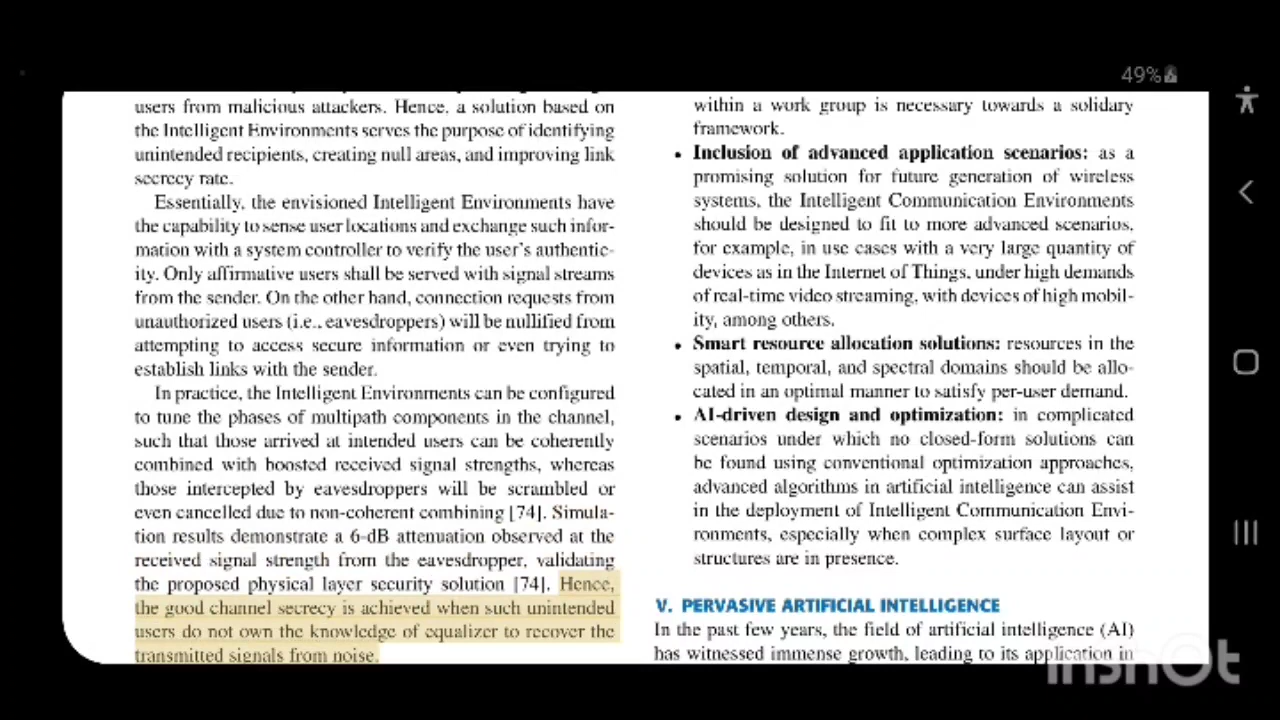 49%
users from malicious attackers. Hence, a solution based on
the Intelligent Environments serves the purpose of identifying
unintended recipients, creating null areas, and improving link
secrecy rate.
Essentially, the envisioned Intelligent Environments have
the capability to sense user locations and exchange such infor-
mation with a system controller to verify the user's authentic-
ity. Only affirmative users shall be served with signal streams
from the sender. On the other hand, connection requests from
unauthorized users (i.e., eavesdroppers) will be nullified from
attempting to access secure information or even trying to
establish links with the sender.
In practice, the Intelligent Environments can be configured
to tune the phases of multipath components in the channel,
such that those arrived at intended users can be coherently
combined with boosted received signal strengths, whereas
those intercepted by eavesdroppers will be scrambled or
even cancelled due to non-coherent combining [74]. Simula-
tion results demonstrate a 6-dB attenuation observed at the
received signal strength from the eavesdropper, validating
the proposed physical layer security solution [74]. Hence,
the good channel secrecy is achieved when such unintended
users do not own the knowledge of equalizer to recover the
transmitted signals from noise.
within a work group is necessary towards a solidary
framework.
• Inclusion of advanced application scenarios: as a
promising solution for future generation of wireless
systems, the Intelligent Communication Environments
should be designed to fit to more advanced scenarios,
for example, in use cases with a very large quantity of
devices as in the Internet of Things, under high demands
of real-time video streaming, with devices of high mobil-
ity, among others.
• Smart resource allocation solutions: resources in the
spatial, temporal, and spectral domains should be allo-
cated in an optimal manner to satisfy per-user demand.
• AI-driven design and optimization: in complicated
scenarios under which no closed-form solutions can
be found using conventional optimization approaches,
advanced algorithms in artificial intelligence can assist
in the deployment of Intelligent Communication Envi-
ronments, especially when complex surface layout or
structures are in presence.
V. PERVASIVE ARTIFICIAL INTELLIGENCE
In the past few years, the field of artificial intelligence (AI)
has witnessed immense growth, leading to its application in
InShOt